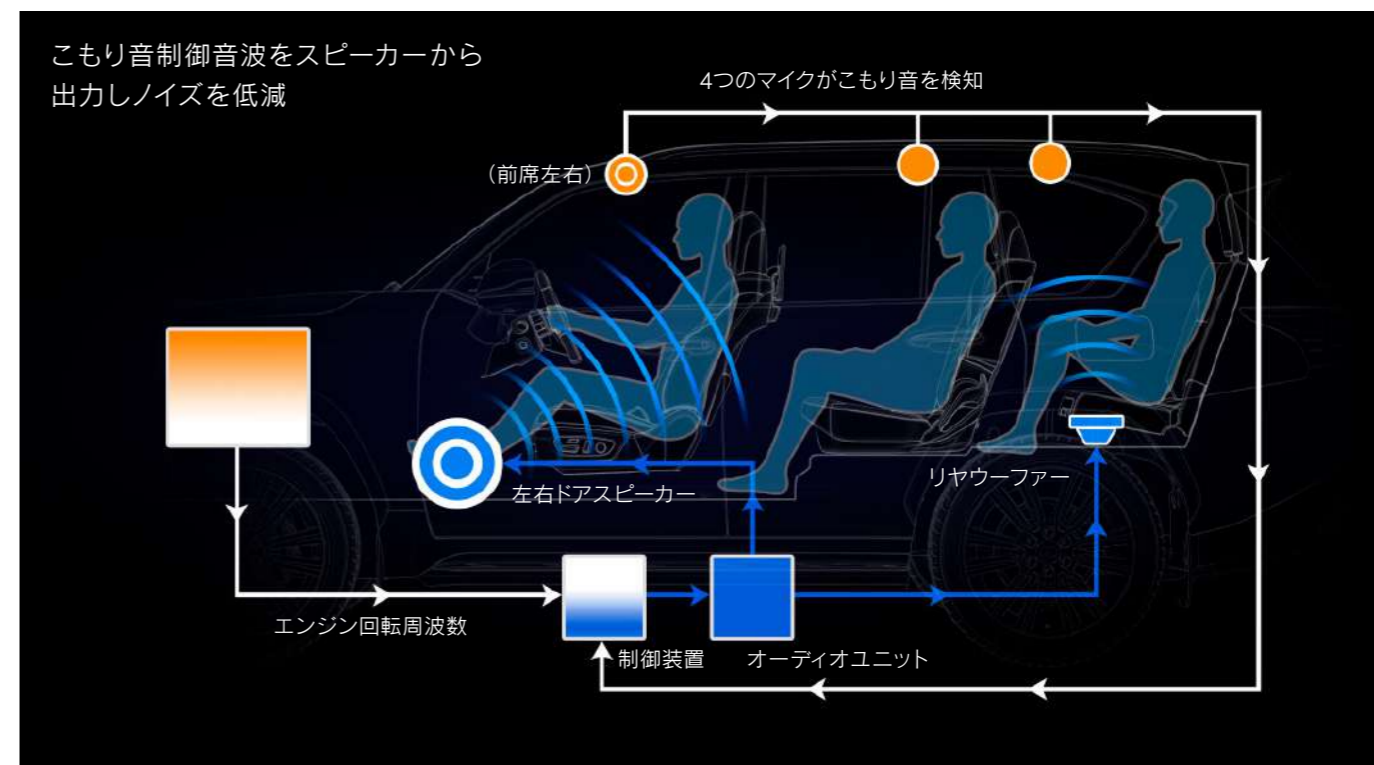 こもり音制御音波をスピーカーから
出力しノイズを低減
4つのマイクがこもり音を検知
(前席左右)
左右ドアスピーカー
リヤウーファー
エンジン回転周波数
制御装置
オーディオユニット